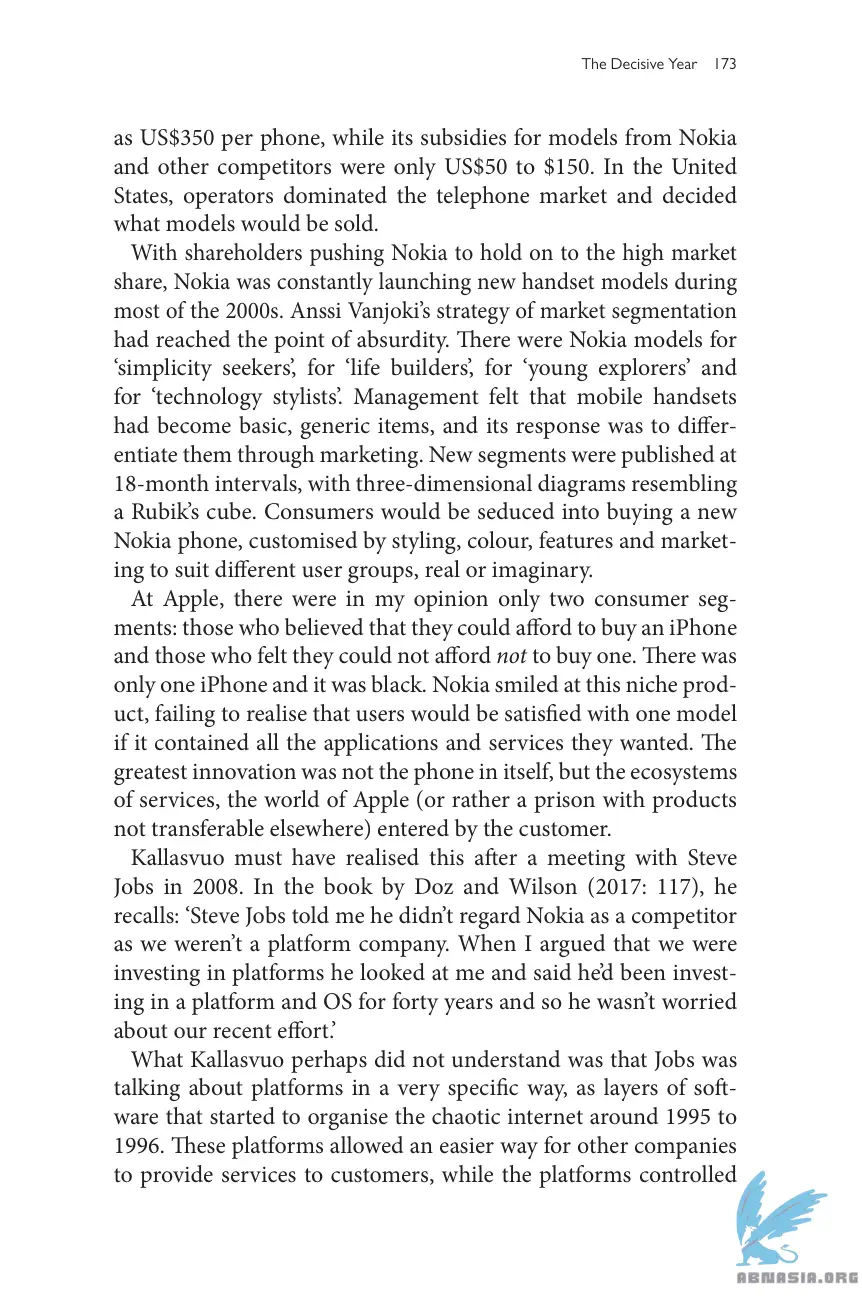 The Decisive Year 173
as US$350 per phone, while its subsidies for models from Nokia
and other competitors were only US$50 to $150. In the United
States, operators dominated the telephone market and decided
what models would be sold.
With shareholders pushing Nokia to hold on to the high market
share, Nokia was constantly launching new handset models during
most of the 2000s. Anssi Vanjoki’s strategy of market segmentation
had reached the point of absurdity. There were Nokia models for
‘simplicity seekers’, for ‘life builders’, for ‘young explorers’ and
for ‘technology stylists’. Management felt that mobile handsets
had become basic, generic items, and its response was to differ-
entiate them through marketing. New segments were published at
18-month intervals, with three-dimensional diagrams resembling
a Rubik’s cube. Consumers would be seduced into buying a new
Nokia phone, customised by styling, colour, features and market-
ing to suit different user groups, real or imaginary.
At Apple, there were in my opinion only two consumer seg-
ments: those who believed that they could afford to buy an iPhone
and those who felt they could not afford not to buy one. There was
only one iPhone and it was black. Nokia smiled at this niche prod-
uct, failing to realise that users would be satisfied with one model
if it contained all the applications and services they wanted. The
greatest innovation was not the phone in itself, but the ecosystems
of services, the world of Apple (or rather a prison with products
not transferable elsewhere) entered by the customer.
Kallasvuo must have realised this after a meeting with Steve
Jobs in 2008. In the book by Doz and Wilson (2017: 117), he
recalls: ‘Steve Jobs told me he didn’t regard Nokia as a competitor
as we weren’t a platform company. When I argued that we were
investing in platforms he looked at me and said he’d been invest-
ing in a platform and OS for forty years and so he wasn’t worried
about our recent effort.’
What Kallasvuo perhaps did not understand was that Jobs was
talking about platforms in a very specific way, as layers of soft-
ware that started to organise the chaotic internet around 1995 to
1996. These platforms allowed an easier way for other companies
to provide services to customers, while the platforms controlled
ABNASIA.ORG